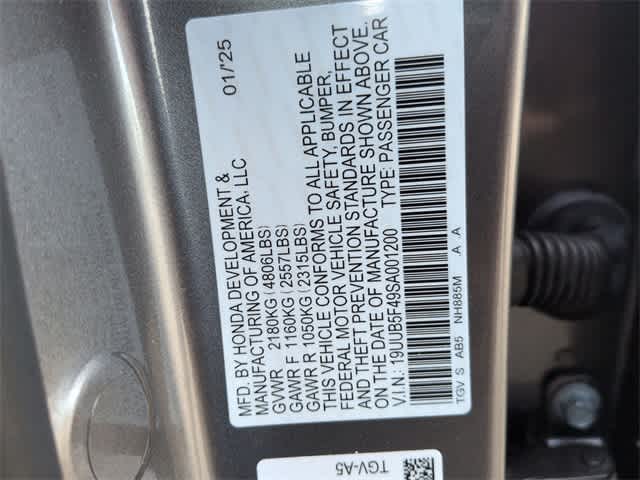 01/'25
MFD. BY HONDA DEVELOPMENT &
MANUFACTURING OF AMERICA, LLC
GVWR 2180KG(4806LBS)
GAWR F 1160KG(2557LBS)
GAWR R 1050KG(2315LBS)
THIS VEHICLE CONFORMS TO ALL APPLICABLE
FEDERAL MOTOR VEHICLE SAFETY, BUMPER,
AND THEFT PREVENTION STANDARDS IN EFFECT
ON THE DATE OF MANUFACTURE SHOWN ABOVE.
V.I.N.: 19UUB5F49SA001200 TYPE: PASSENGER CAR
TGV S AB5 NH885M A A
TGV-A5